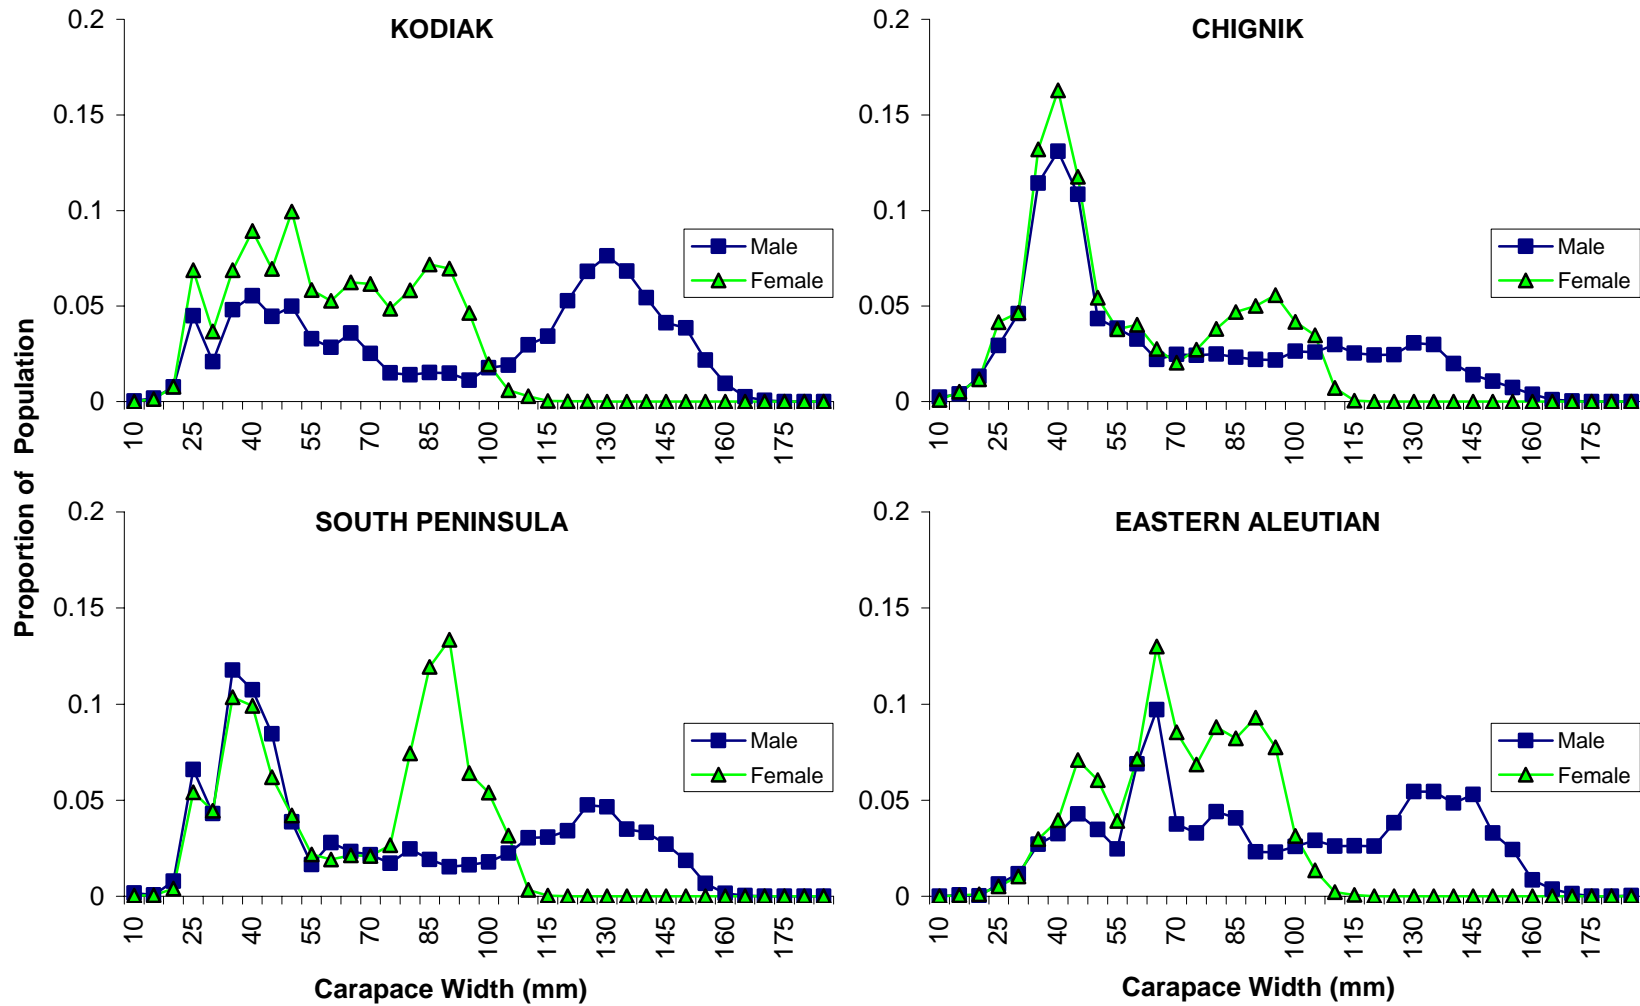 KODIAK
0.2
0.15
0.1
0.05
0
10 25 40 55 70 85 100 115 130 145 160 175
Male
Female
CHIGNIK
0.2
0.15
0.1
0.05
0
10 25 40 55 70 85 100 115 130 145 160 175
Male
Female
Proportion of Population
SOUTH PENINSULA
0.2
0.15
0.1
0.05
0
10 25 40 55 70 85 100 115 130 145 160 175
Male
Female
Carapace Width (mm)
EASTERN ALEUTIAN
0.2
0.15
0.1
0.05
0
10 25 40 55 70 85 100 115 130 145 160 175
Male
Female
Carapace Width (mm)